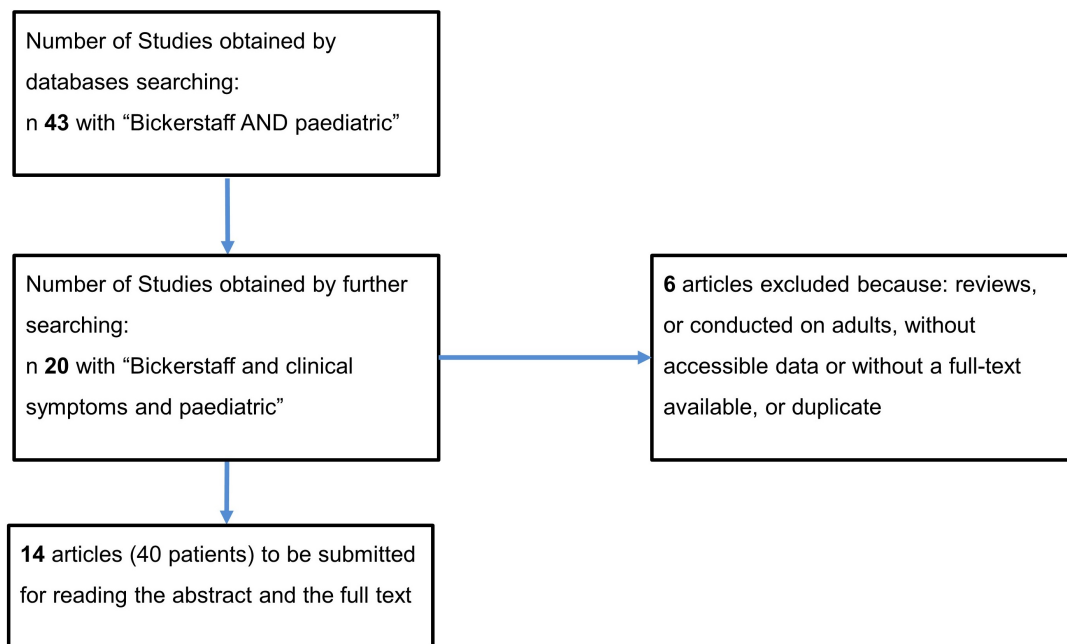 Number of Studies obtained by
databases searching:
n 43 with “Bickerstaff AND paediatric”
Number of Studies obtained by further
searching:
n 20 with “Bickerstaff and clinical
symptoms and paediatric”
6 articles excluded because: reviews,
or conducted on adults, without
accessible data or without a full-text
available, or duplicate
14 articles (40 patients) to be submitted
for reading the abstract and the full text